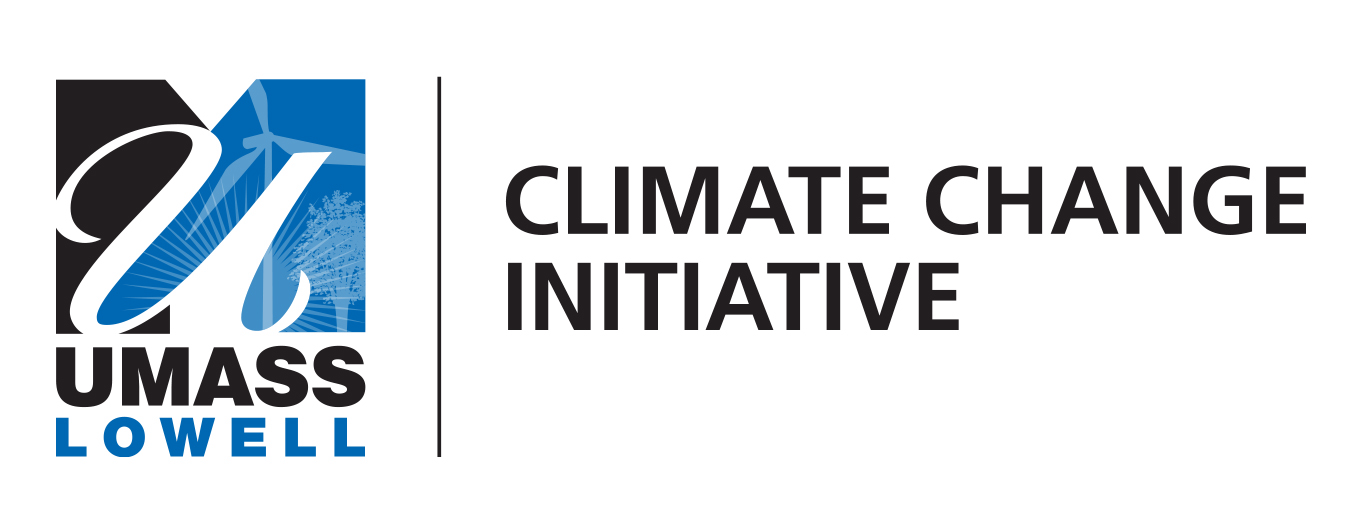 UMASS
LOWELL
CLIMATE CHANGE
INITIATIVE